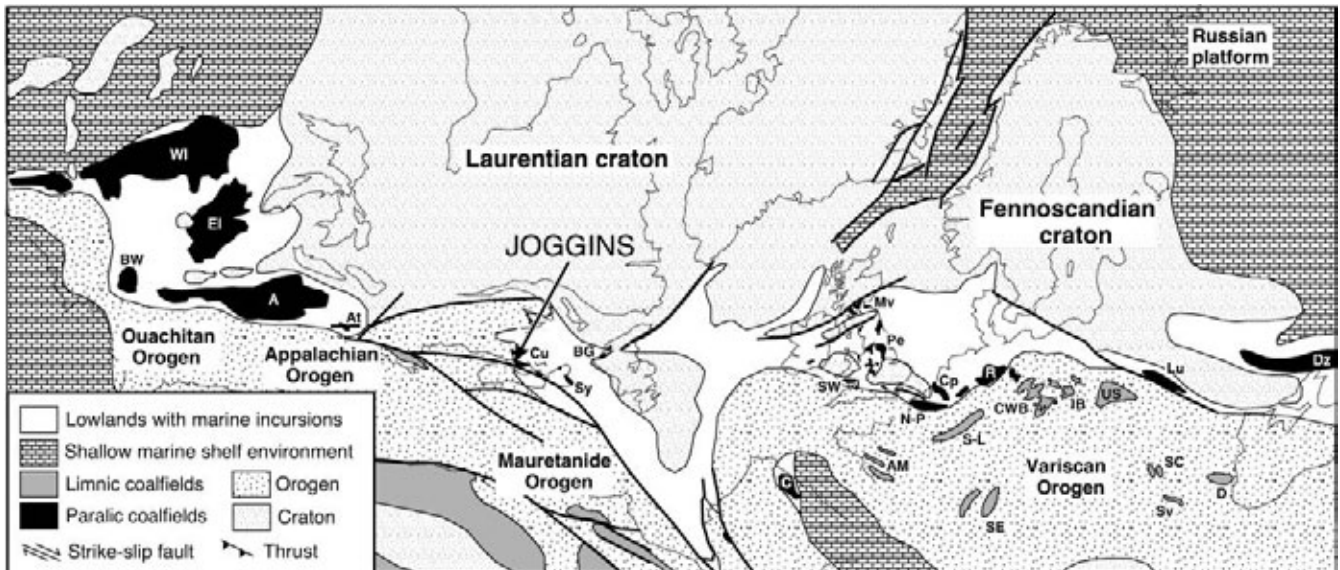 Russian
platform
WI
Laurentian craton
EI
Fennoscandian
craton
JOGGINS
BW
A
At
Mv
Ouachitan
Orogen
Appalachian
Orogen
Cu
BG
Sy
Pe
SW
Cp
R
Lu
Dz
N-P
CWB
IB
US
S-L
Lowlands with marine incursions
Shallow marine shelf environment
Limnic coalfields
Orogen
Paralic coalfields
Craton
Strike-slip fault
Thrust
Mauretanide
Orogen
AM
C
SE
Variscan
Orogen
SC
D
Sv